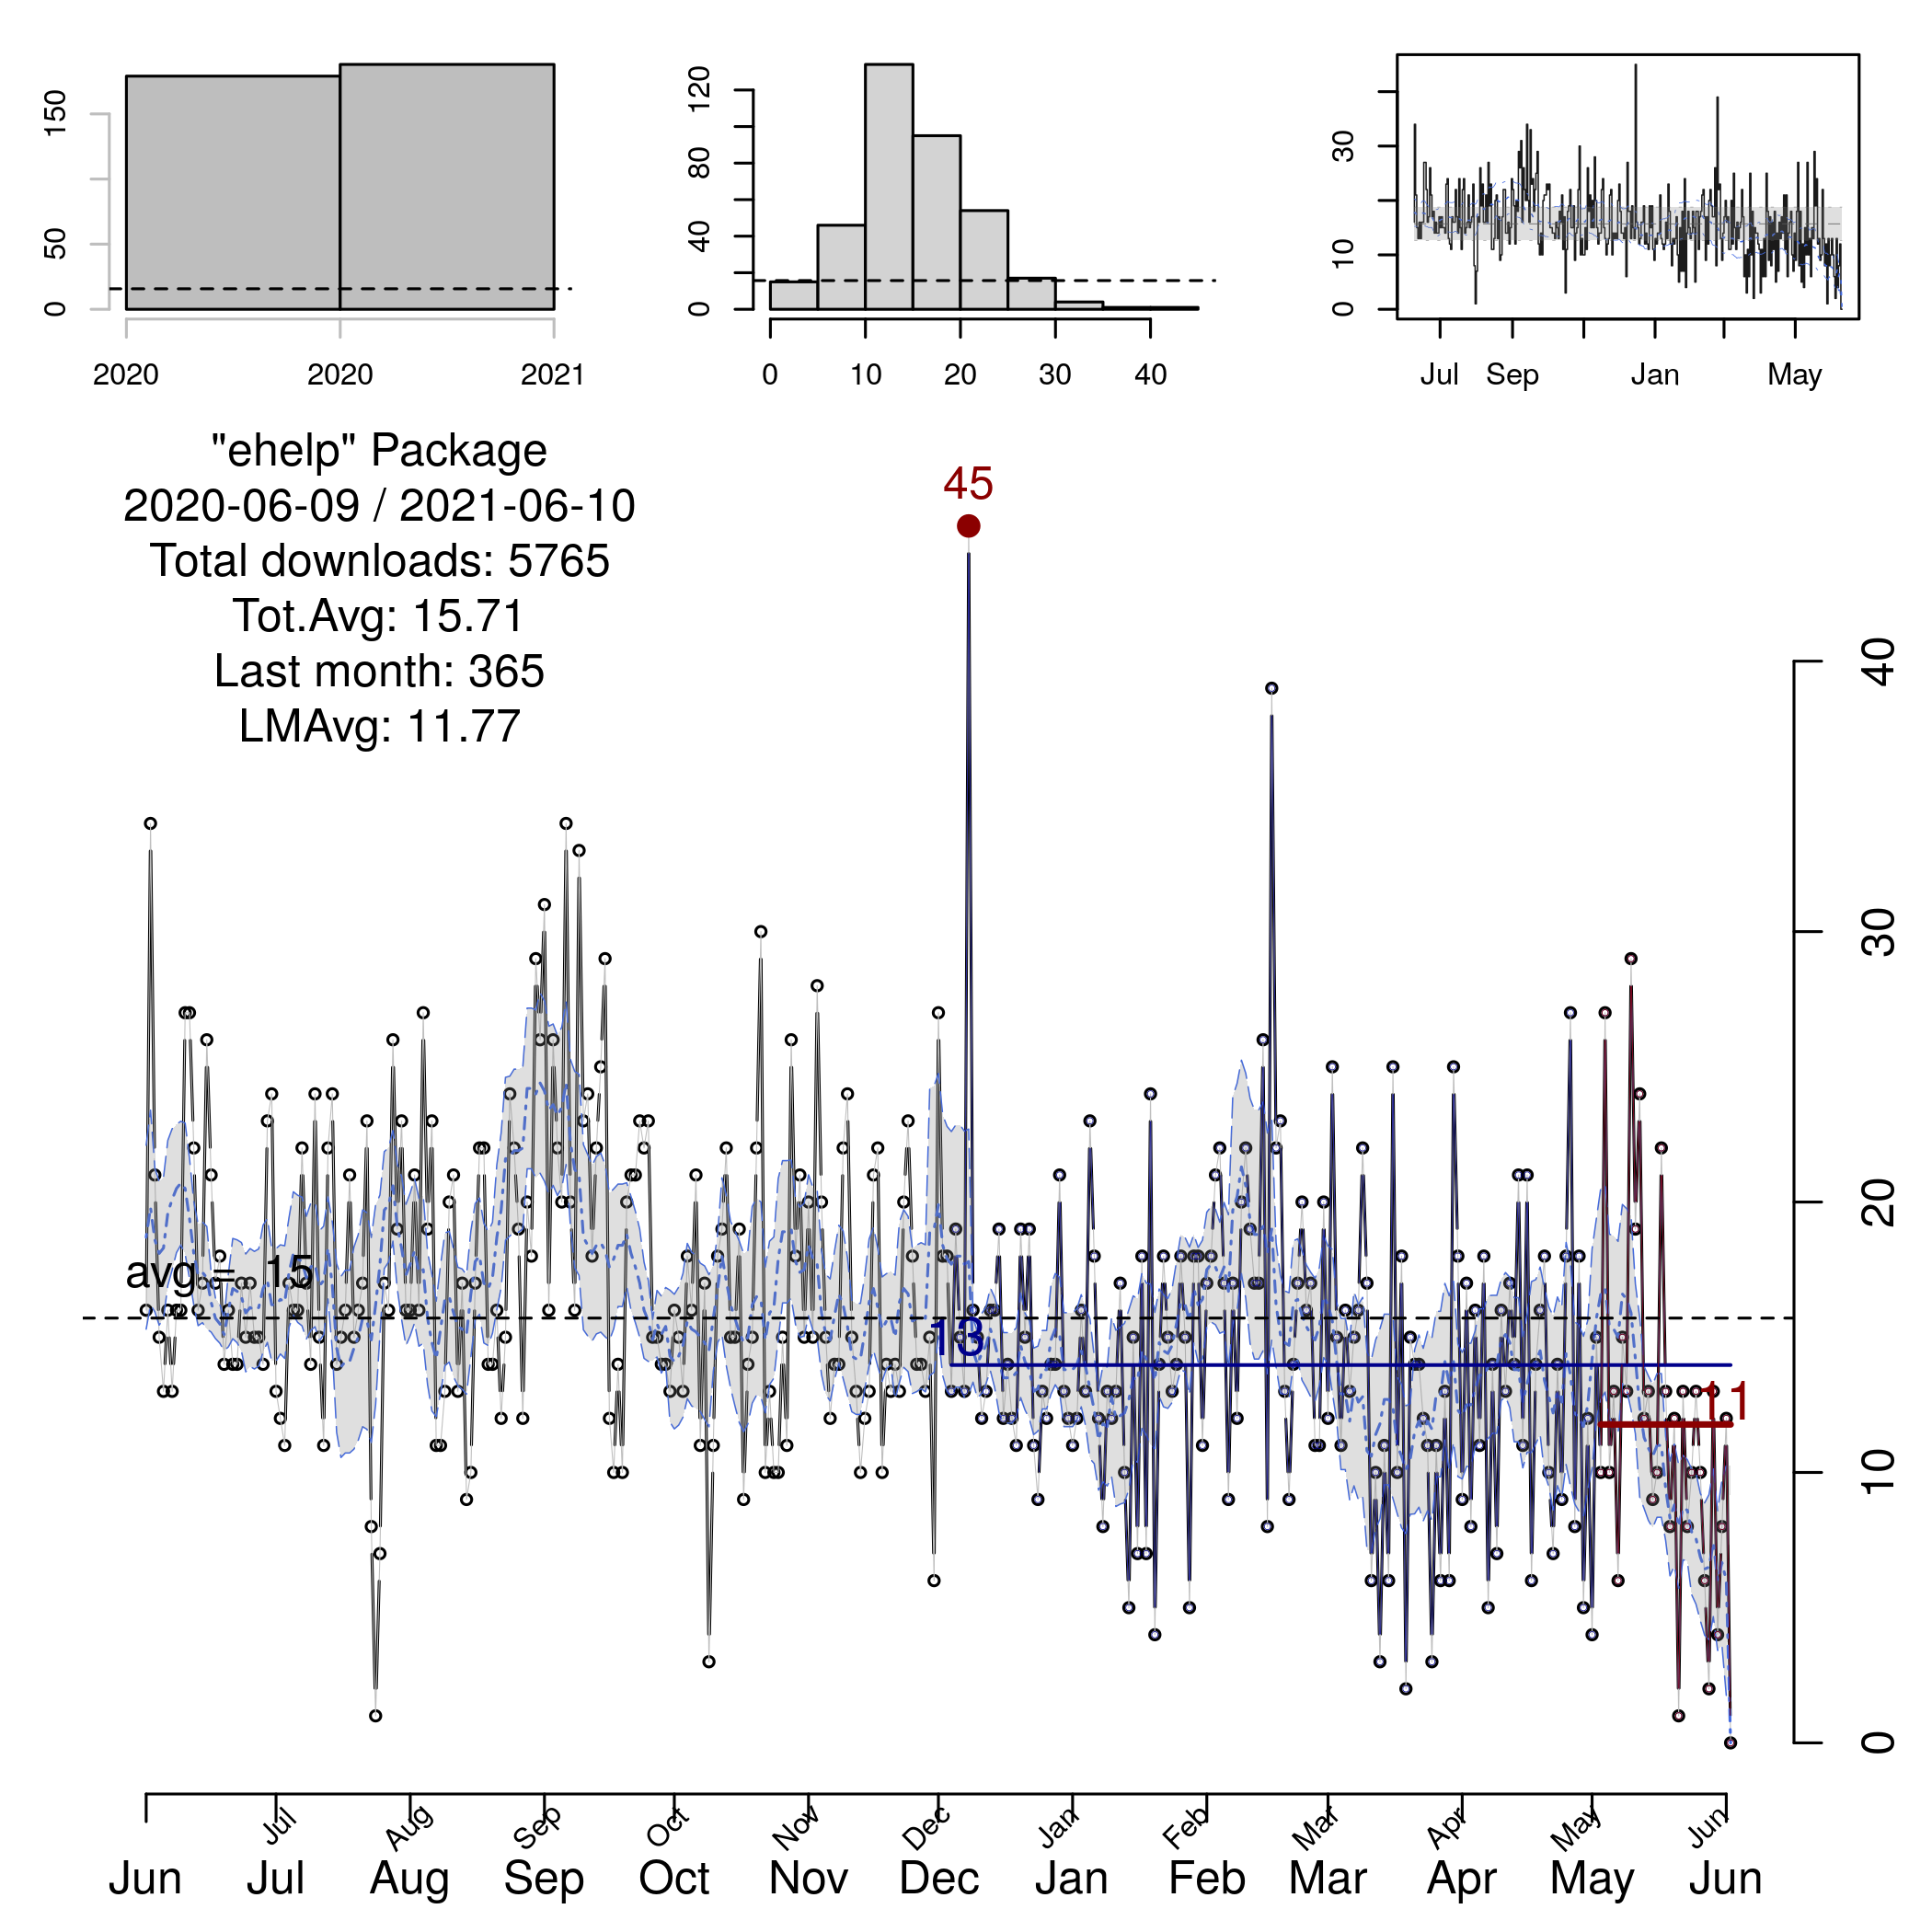 150
50
0
2020 2020 2021
120
80
40
0
0 10 20 30 40
30
10
0
Jul Sep Jan May
"ehelp" Package
2020-06-09 / 2021-06-10
Total downloads: 5765
Tot.Avg: 15.71
Last month: 365
LMAvg: 11.77
45
avg = 15
13
11
40
30
20
10
0
Jul Aug Sep Oct Nov Dec Jan Feb Mar Apr May Jun
Jun Jul Aug Sep Oct Nov Dec Jan Feb Mar Apr May Jun